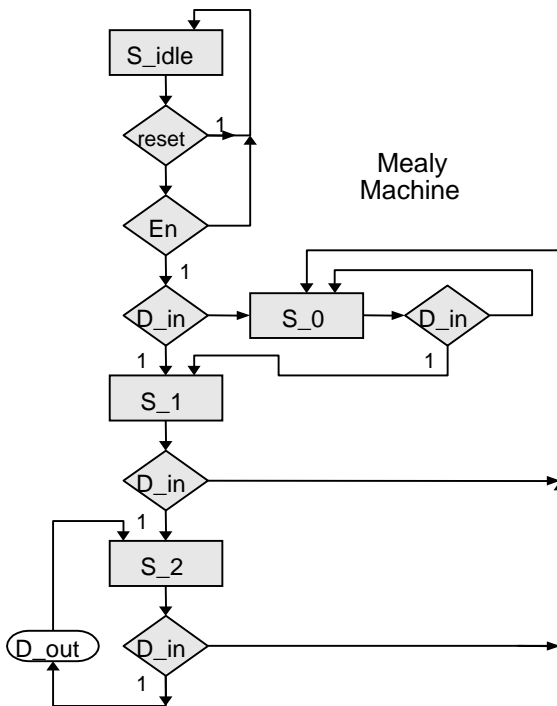 S_idle
1
reset
Mealy
Machine
En
1
D_in
S_0
D_in
1
1
S_1
D_in
1
S_2
D_out
D_in
1